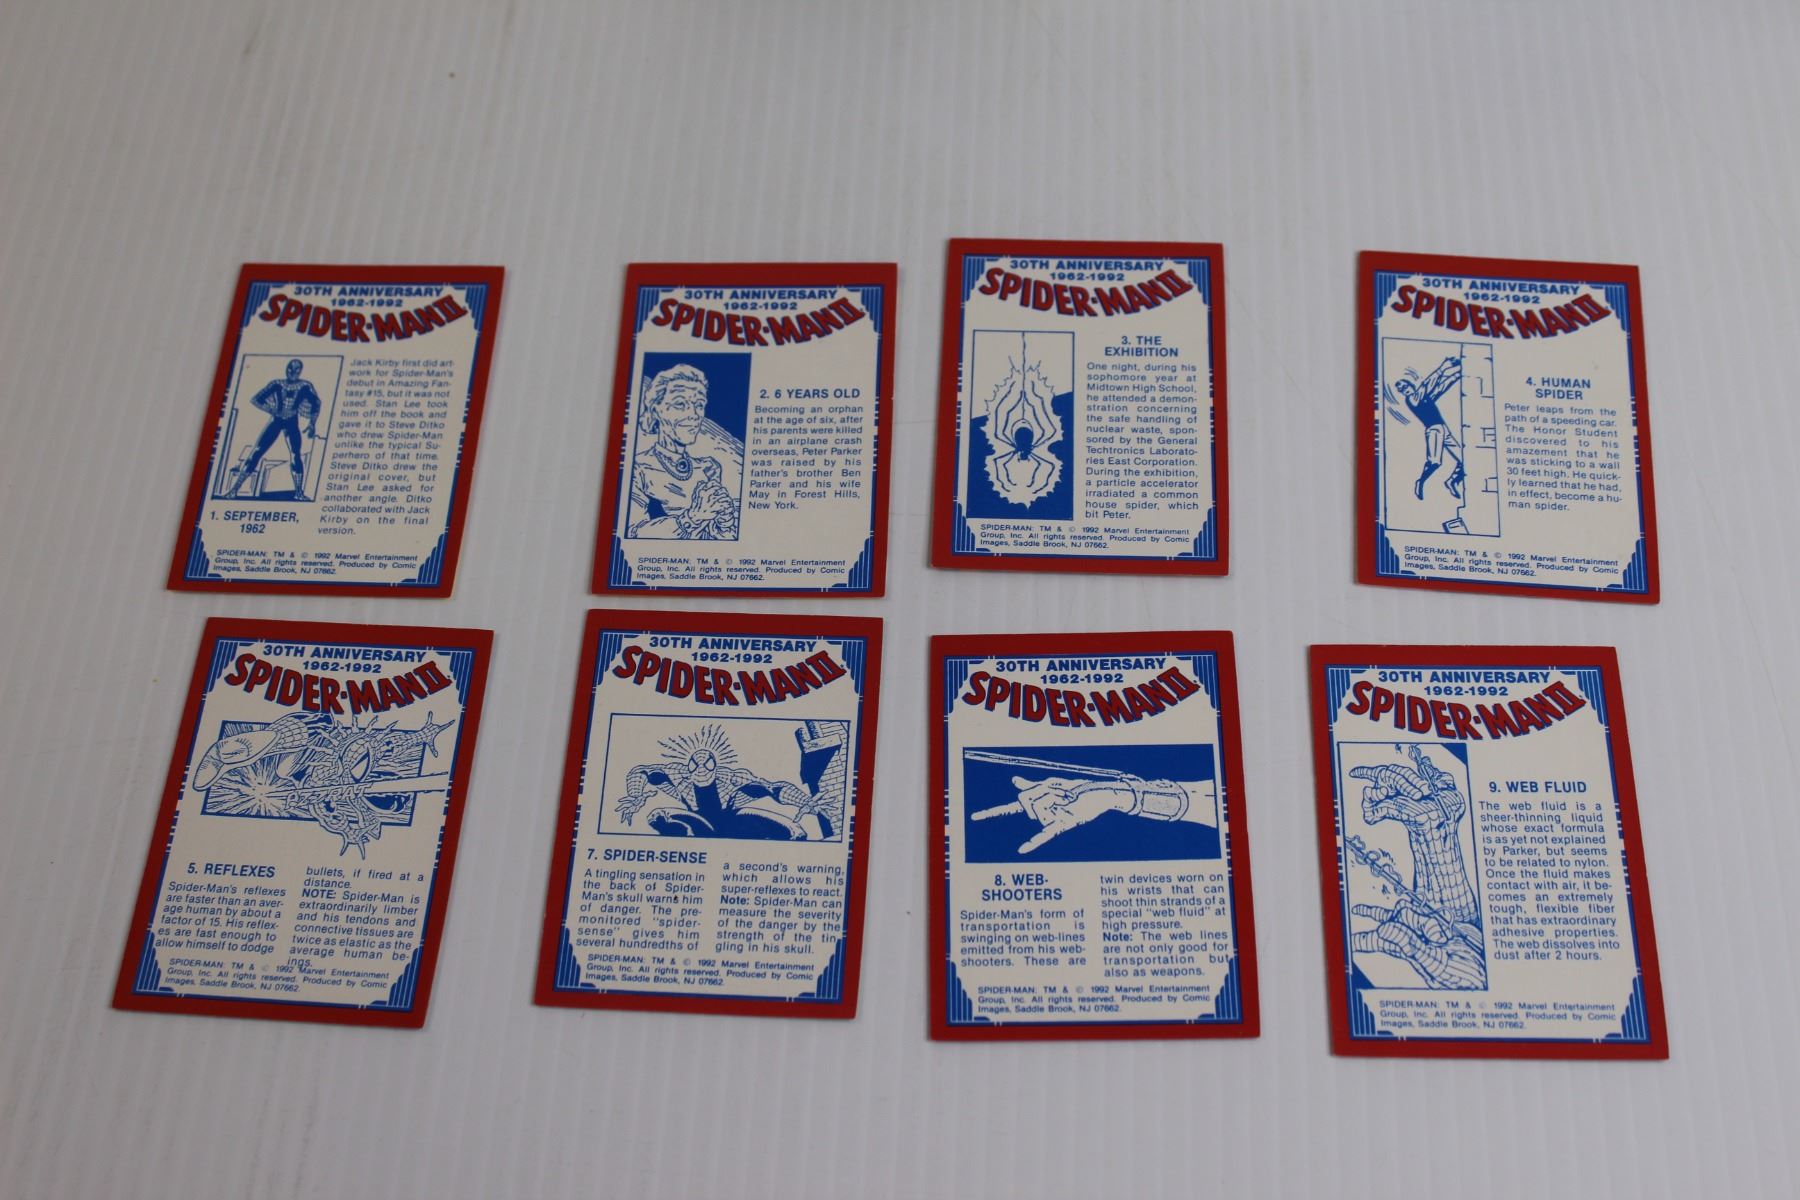 30TH ANNIVERSARY
1962-1992
SPIDER-MAN II
Jack Kirby first did art-
work for Spider-Man's
debut in Amazing Fan-
tasy #15, but it was not
used. Stan Lee took
him off the book and
gave it to Steve Ditko
who drew Spider-Man
unlike the typical Su-
perhero of that time.
Steve Ditko drew the
original cover, but
Stan Lee asked for
another angle. Ditko
collaborated with Jack
Kirby on the final
version.
1. SEPTEMBER,
1962
SPIDER-MAN: TM & © 1992 Marvel Entertainment
Group, Inc. All rights reserved. Produced by Comic
Images, Saddle Brook, NJ 07662.
30TH ANNIVERSARY
1962-1992
SPIDER-MAN II
2. 6 YEARS OLD
Becoming an orphan
at the age of six, after
his parents were killed
in an airplane crash
overseas, Peter Parker
was raised by his
father's brother Ben
Parker and his wife
May in Forest Hills,
New York.
SPIDER-MAN: TM & © 1992 Marvel Entertainment
Group, Inc. All rights reserved. Produced by Comic
Images, Saddle Brook, NJ 07662.
30TH ANNIVERSARY
1962-1992
SPIDER-MAN II
3. THE
EXHIBITION
One night, during his
sophomore year at
Midtown High School,
he attended a demon-
stration concerning
the safe handling of
nuclear waste, spon-
sored by the General
Techtronics Laborato-
ries East Corporation.
During the exhibition,
a particle accelerator
irradiated a common
house spider, which
bit Peter.
SPIDER-MAN: TM & © 1992 Marvel Entertainment
Group, Inc. All rights reserved. Produced by Comic
Images, Saddle Brook, NJ 07662.
30TH ANNIVERSARY
1962-1992
SPIDER-MAN II
4. HUMAN
SPIDER
Peter leaps from the
path of a speeding car.
The Honor Student
discovered to his
amazement that he
was sticking to a wall
30 feet high. He quick-
ly learned that he had,
in effect, become a hu-
man spider.
SPIDER-MAN: TM & © 1992 Marvel Entertainment
Group, Inc. All rights reserved. Produced by Comic
Images, Saddle Brook, NJ 07662.
30TH ANNIVERSARY
1962-1992
SPIDER-MAN II
5. REFLEXES
Spider-Man's reflexes
are faster than an aver-
age human by about a
factor of 15. His reflex-
es are fast enough to
allow himself to dodge
bullets, if fired at a
distance.
NOTE: Spider-Man is
extraordinarily limber
and his tendons and
connective tissues are
twice as elastic as the
average human be-
ings.
SPIDER-MAN: TM & © 1992 Marvel Entertainment
Group, Inc. All rights reserved. Produced by Comic
Images, Saddle Brook, NJ 07662.
30TH ANNIVERSARY
1962-1992
SPIDER-MAN II
7. SPIDER-SENSE
A tingling sensation in
the back of Spider-
Man's skull warns him
of danger. The pre-
monitored "spider-
sense" gives him
several hundredths of
a second's warning,
which allows his
super-reflexes to react.
Note: Spider-Man can
measure the severity
of the danger by the
strength of the tin
gling in his skull.
SPIDER-MAN: TM & © 1992 Marvel Entertainment
Group, Inc. All rights reserved. Produced by Comic
Images, Saddle Brook, NJ 07662.
30TH ANNIVERSARY
1962-1992
SPIDER-MAN II
8. WEB-
SHOOTERS
Spider-Man's form of
transportation is
swinging on web-lines
emitted from his web-
shooters. These are
twin devices worn on
his wrists that can
shoot thin strands of a
special "web fluid" at
high pressure.
Note: The web lines
are not only good for
transportation but
also as weapons.
SPIDER-MAN: TM & © 1992 Marvel Entertainment
Group, Inc. All rights reserved. Produced by Comic
Images, Saddle Brook, NJ 07662.
30TH ANNIVERSARY
1962-1992
SPIDER-MAN II
9. WEB FLUID
The web fluid is a
sheer-thinning liquid
whose exact formula
is as yet not explained
by Parker, but seems
to be related to nylon.
Once the fluid makes
contact with air, it be-
comes an extremely
tough, flexible fiber
that has extraordinary
adhesive properties.
The web dissolves into
dust after 2 hours.
SPIDER-MAN: TM & © 1992 Marvel Entertainment
Group, Inc. All rights reserved. Produced by Comic
Images, Saddle Brook, NJ 07662.